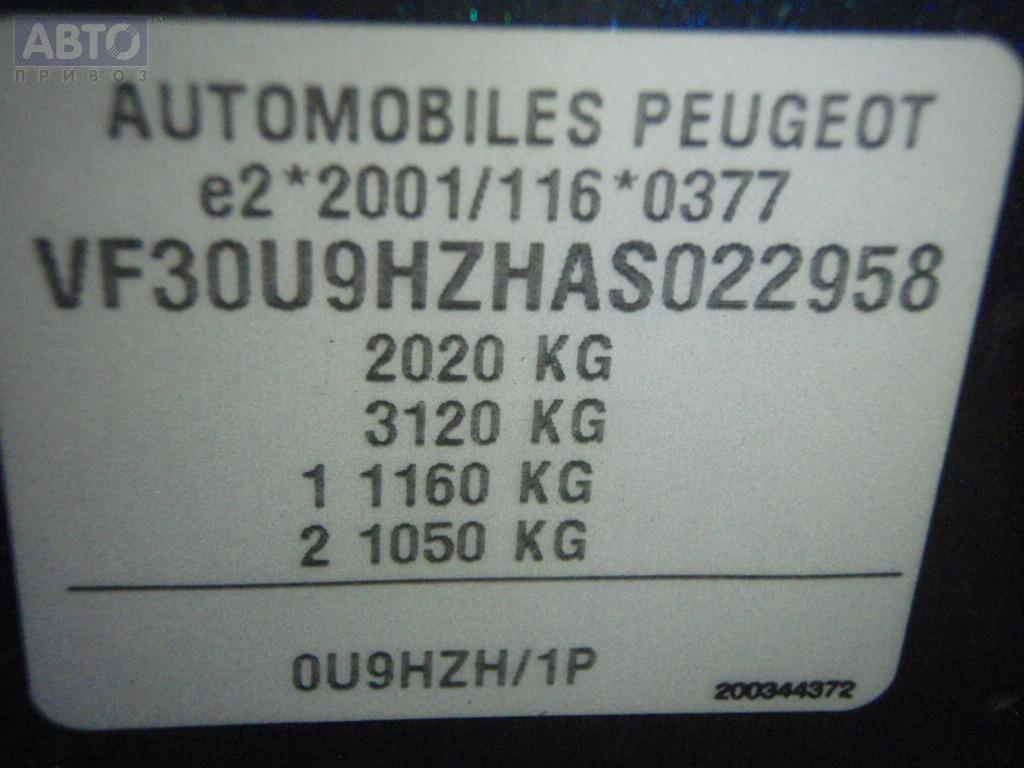 АВТО
ПРИВОЗ
AUTOMOBILES PEUGEOT
e2*2001/116*0377
VF30U9HZHAS022958
2020 KG
3120 KG
1 1160 KG
2 1050 KG
0U9HZH/1P
200344372